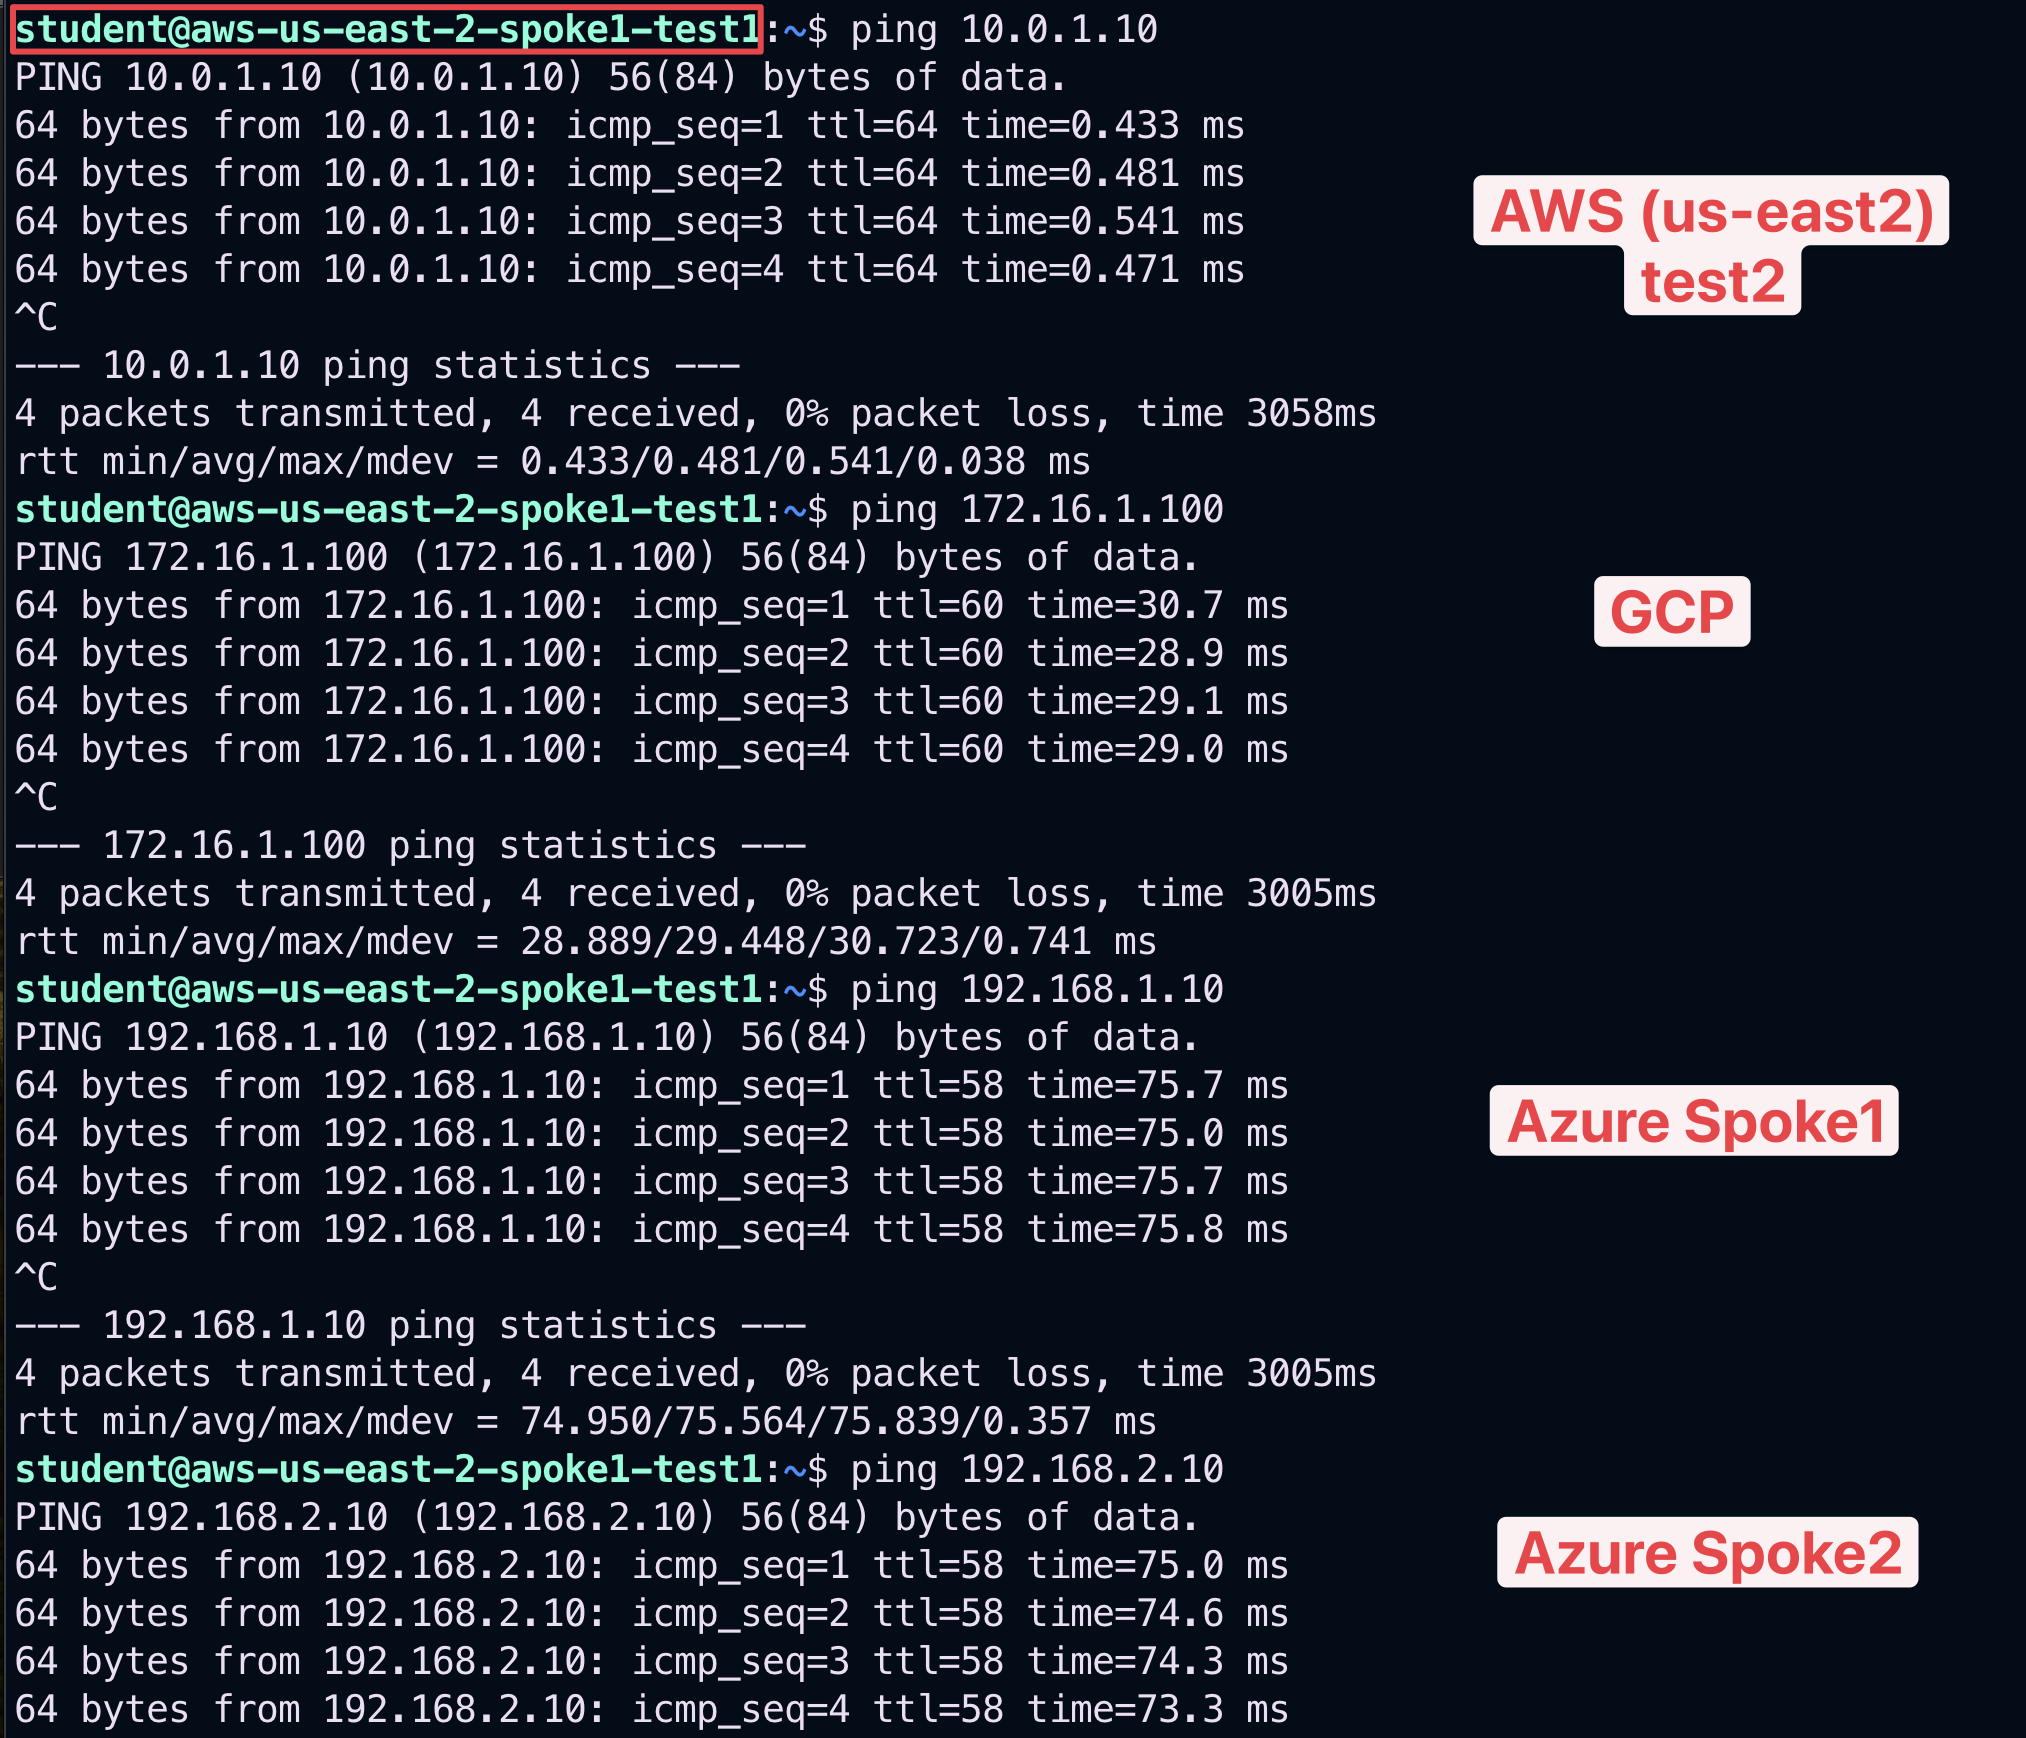 student@aws-us-east-2-spoke1-test1:~$ ping 10.0.1.10
PING 10.0.1.10 (10.0.1.10) 56(84) bytes of data.
64 bytes from 10.0.1.10: icmp_seq=1 ttl=64 time=0.433 ms
64 bytes from 10.0.1.10: icmp_seq=2 ttl=64 time=0.481 ms
64 bytes from 10.0.1.10: icmp_seq=3 ttl=64 time=0.541 ms
64 bytes from 10.0.1.10: icmp_seq=4 ttl=64 time=0.471 ms
AWS (us-east2)
test2
^C
--- 10.0.1.10 ping statistics ---
4 packets transmitted, 4 received, 0% packet loss, time 3058ms
rtt min/avg/max/mdev = 0.433/0.481/0.541/0.038 ms
student@aws-us-east-2-spoke1-test1:~$ ping 172.16.1.100
PING 172.16.1.100 (172.16.1.100) 56(84) bytes of data.
64 bytes from 172.16.1.100: icmp_seq=1 ttl=60 time=30.7 ms
64 bytes from 172.16.1.100: icmp_seq=2 ttl=60 time=28.9 ms
64 bytes from 172.16.1.100: icmp_seq=3 ttl=60 time=29.1 ms
64 bytes from 172.16.1.100: icmp_seq=4 ttl=60 time=29.0 ms
GCP
^C
--- 172.16.1.100 ping statistics ---
4 packets transmitted, 4 received, 0% packet loss, time 3005ms
rtt min/avg/max/mdev = 28.889/29.448/30.723/0.741 ms
student@aws-us-east-2-spoke1-test1:~$ ping 192.168.1.10
PING 192.168.1.10 (192.168.1.10) 56(84) bytes of data.
64 bytes from 192.168.1.10: icmp_seq=1 ttl=58 time=75.7 ms
64 bytes from 192.168.1.10: icmp_seq=2 ttl=58 time=75.0 ms
64 bytes from 192.168.1.10: icmp_seq=3 ttl=58 time=75.7 ms
64 bytes from 192.168.1.10: icmp_seq=4 ttl=58 time=75.8 ms
Azure Spoke1
^C
--- 192.168.1.10 ping statistics ---
4 packets transmitted, 4 received, 0% packet loss, time 3005ms
rtt min/avg/max/mdev = 74.950/75.564/75.839/0.357 ms
student@aws-us-east-2-spoke1-test1:~$ ping 192.168.2.10
PING 192.168.2.10 (192.168.2.10) 56(84) bytes of data.
64 bytes from 192.168.2.10: icmp_seq=1 ttl=58 time=75.0 ms
64 bytes from 192.168.2.10: icmp_seq=2 ttl=58 time=74.6 ms
64 bytes from 192.168.2.10: icmp_seq=3 ttl=58 time=74.3 ms
64 bytes from 192.168.2.10: icmp_seq=4 ttl=58 time=73.3 ms
Azure Spoke2